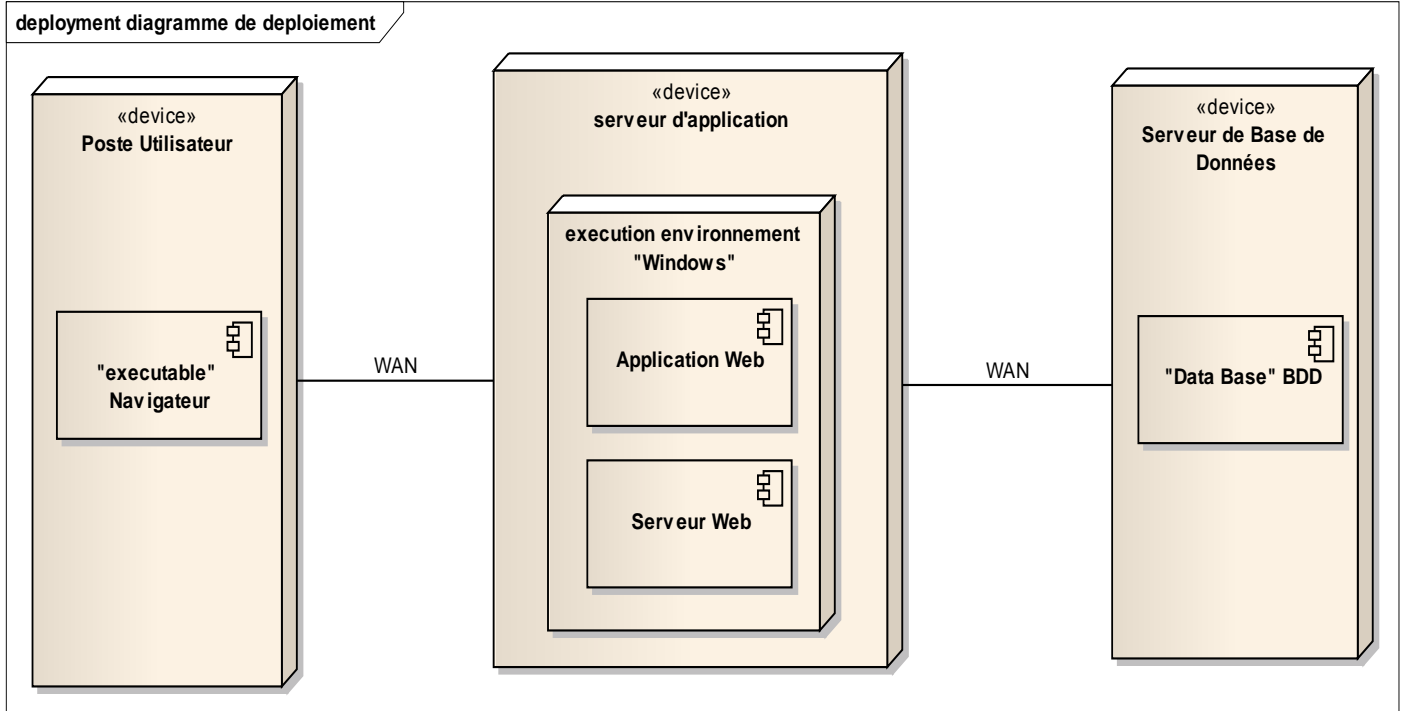 deployment diagramme de deploiement
«device»
Poste Utilisateur
"executable"
Navigateur
WAN
«device»
serveur d'application
execution environnement
"Windows"
Application Web
Serveur Web
WAN
«device»
Serveur de Base de
Données
"Data Base" BDD